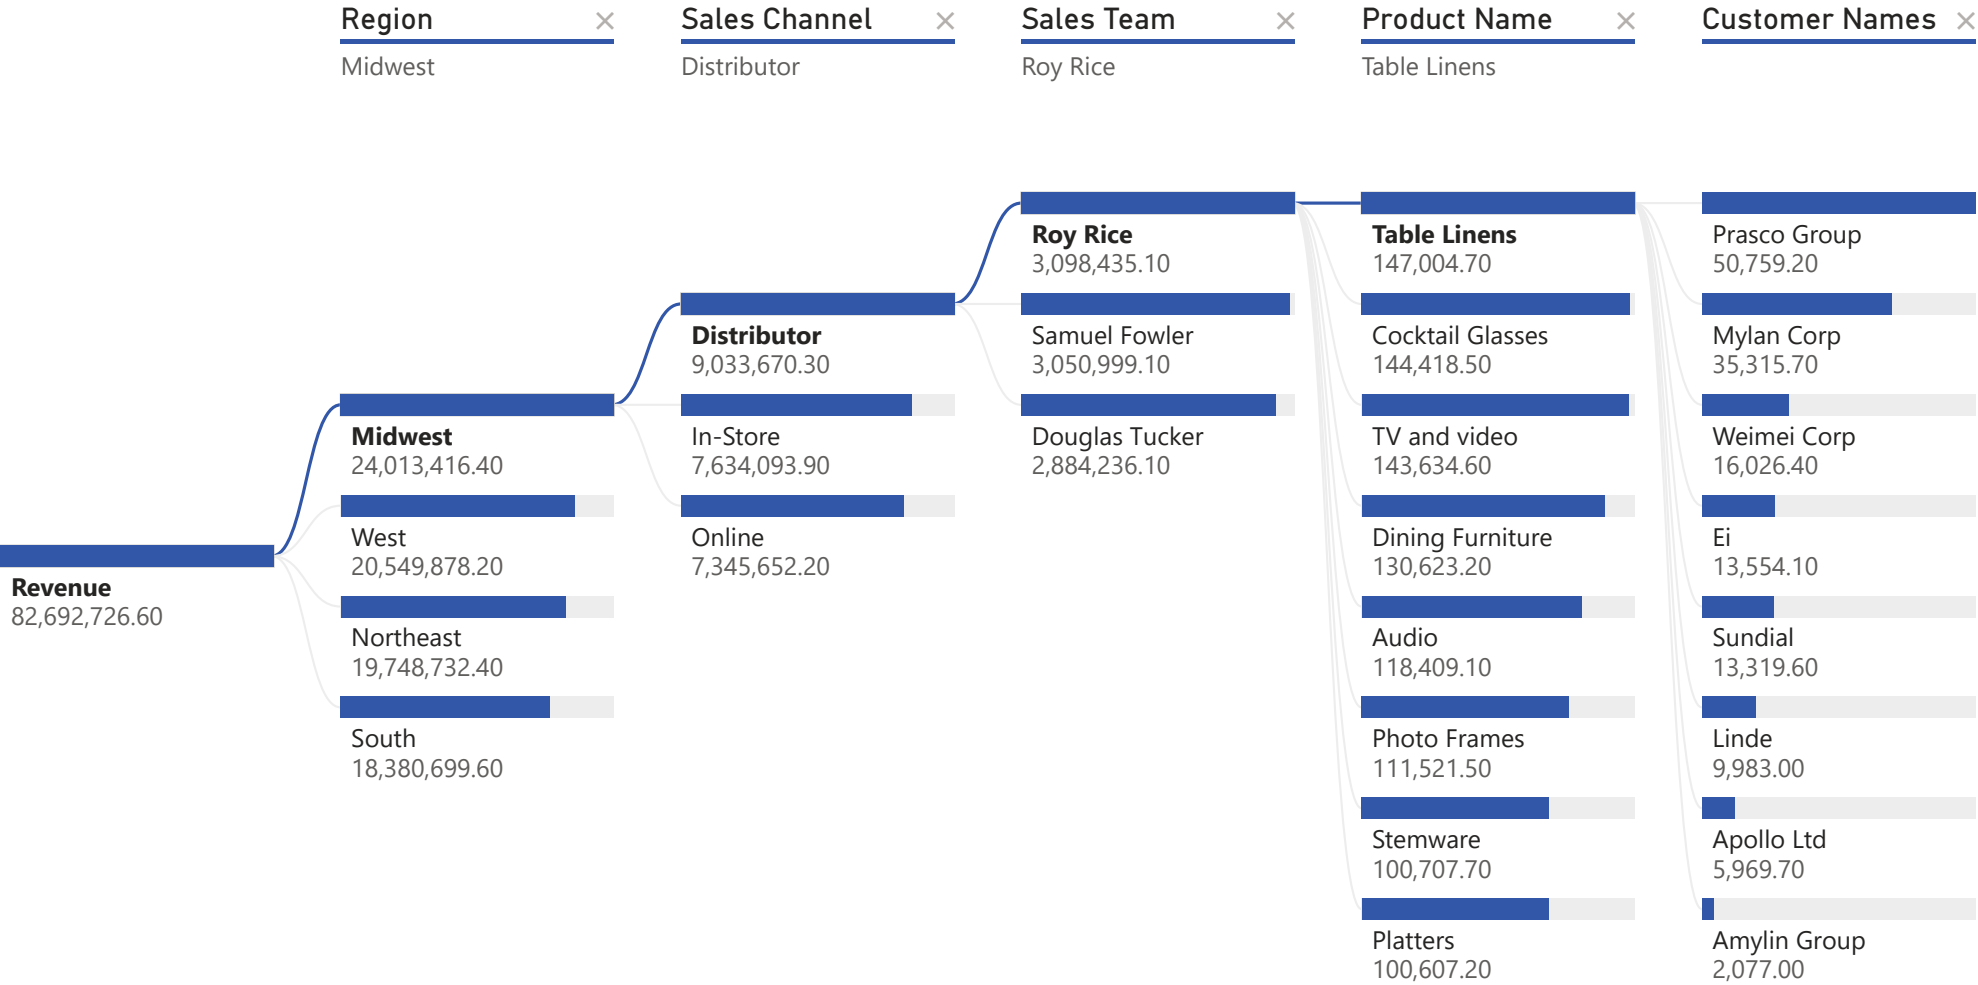 Region
Midwest
Sales Channel
Distributor
Sales Team
Roy Rice
Product Name
Table Linens
Customer Names
Revenue
82,692,726.60
Midwest
24,013,416.40
West
20,549,878.20
Northeast
19,748,732.40
South
18,380,699.60
Distributor
9,033,670.30
In-Store
7,634,093.90
Online
7,345,652.20
Roy Rice
3,098,435.10
Samuel Fowler
3,050,999.10
Douglas Tucker
2,884,236.10
Table Linens
147,004.70
Cocktail Glasses
144,418.50
TV and video
143,634.60
Dining Furniture
130,623.20
Audio
118,409.10
Photo Frames
111,521.50
Stemware
100,707.70
Platters
100,607.20
Prasco Group
50,759.20
Mylan Corp
35,315.70
Weimei Corp
16,026.40
Ei
13,554.10
Sundial
13,319.60
Linde
9,983.00
Apollo Ltd
5,969.70
Amylin Group
2,077.00